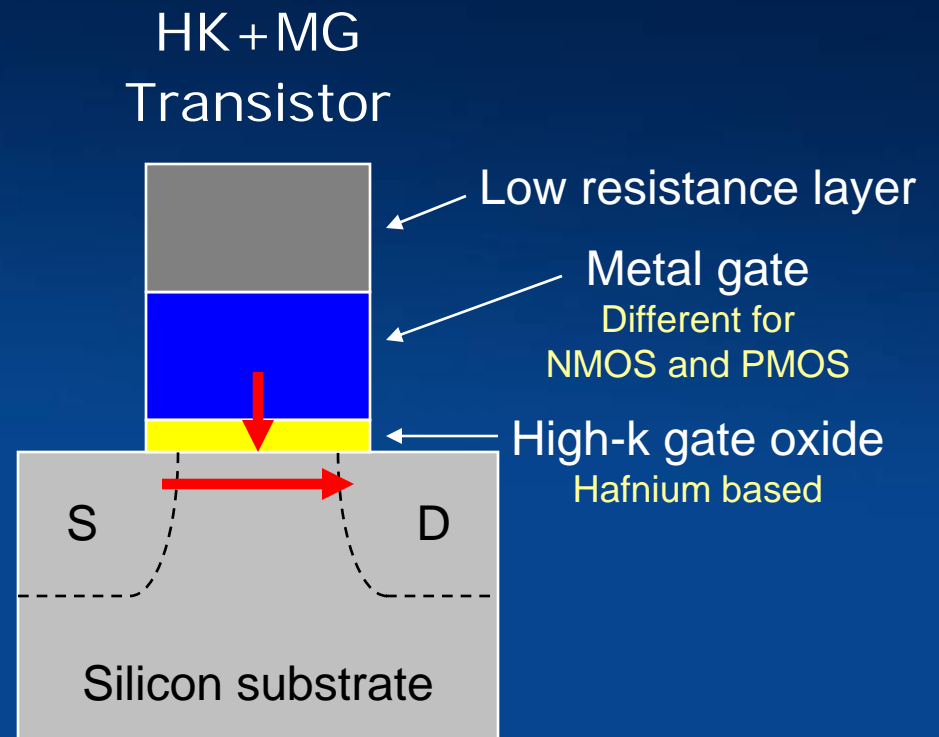 HK+MG
Transistor
Low resistance layer
Metal gate
Different for
NMOS and PMOS
High-k gate oxide
Hafnium based
S
D
Silicon substrate